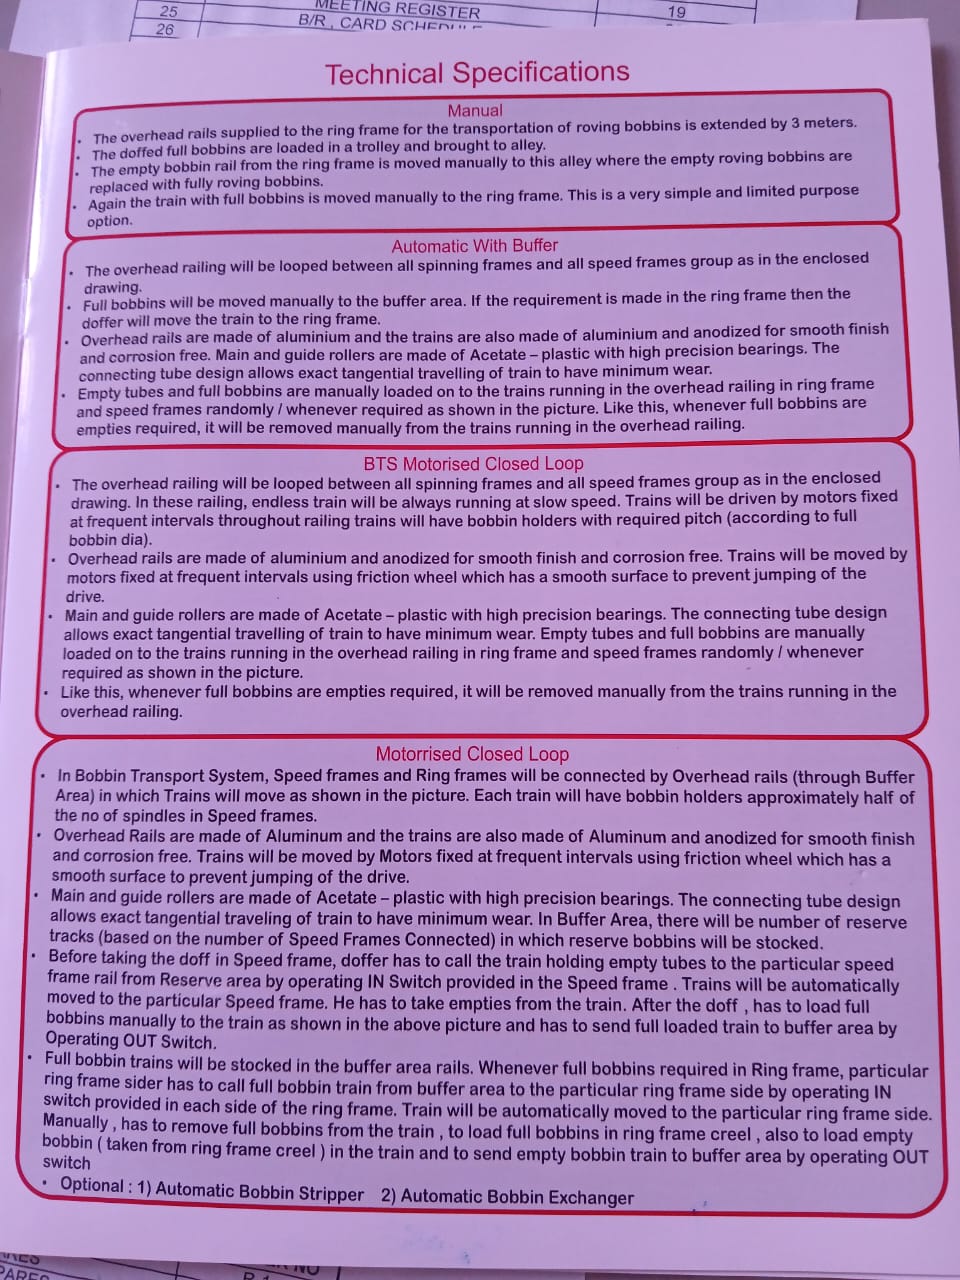 25 MEETING REGISTER 19
26 B/R , CARD SCHEDULE
Technical Specifications
Manual
• The overhead rails supplied to the ring frame for the transportation of roving bobbins is extended by 3 meters.
• The doffed full bobbins are loaded in a trolley and brought to alley.
• The empty bobbin rail from the ring frame is moved manually to this alley where the empty roving bobbins are
replaced with fully roving bobbins.
• Again the train with full bobbins is moved manually to the ring frame. This is a very simple and limited purpose
option.
Automatic With Buffer
• The overhead railing will be looped between all spinning frames and all speed frames group as in the enclosed
drawing.
• Full bobbins will be moved manually to the buffer area. If the requirement is made in the ring frame then the
doffer will move the train to the ring frame.
• Overhead rails are made of aluminium and the trains are also made of aluminium and anodized for smooth finish
and corrosion free. Main and guide rollers are made of Acetate – plastic with high precision bearings. The
connecting tube design allows exact tangential travelling of train to have minimum wear.
• Empty tubes and full bobbins are manually loaded on to the trains running in the overhead railing in ring frame
and speed frames randomly / whenever required as shown in the picture. Like this, whenever full bobbins are
empties required, it will be removed manually from the trains running in the overhead railing.
BTS Motorised Closed Loop
• The overhead railing will be looped between all spinning frames and all speed frames group as in the enclosed
drawing. In these railing, endless train will be always running at slow speed. Trains will be driven by motors fixed
at frequent intervals throughout railing trains will have bobbin holders with required pitch (according to full
bobbin dia).
• Overhead rails are made of aluminium and anodized for smooth finish and corrosion free. Trains will be moved by
motors fixed at frequent intervals using friction wheel which has a smooth surface to prevent jumping of the
drive.
• Main and guide rollers are made of Acetate – plastic with high precision bearings. The connecting tube design
allows exact tangential travelling of train to have minimum wear. Empty tubes and full bobbins are manually
loaded on to the trains running in the overhead railing in ring frame and speed frames randomly / whenever
required as shown in the picture.
• Like this, whenever full bobbins are empties required, it will be removed manually from the trains running in the
overhead railing.
Motorrised Closed Loop
• In Bobbin Transport System, Speed frames and Ring frames will be connected by Overhead rails (through Buffer
Area) in which Trains will move as shown in the picture. Each train will have bobbin holders approximately half of
the no of spindles in Speed frames.
• Overhead Rails are made of Aluminum and the trains are also made of Aluminum and anodized for smooth finish
and corrosion free. Trains will be moved by Motors fixed at frequent intervals using friction wheel which has a
smooth surface to prevent jumping of the drive.
• Main and guide rollers are made of Acetate – plastic with high precision bearings. The connecting tube design
allows exact tangential traveling of train to have minimum wear. In Buffer Area, there will be number of reserve
tracks (based on the number of Speed Frames Connected) in which reserve bobbins will be stocked.
• Before taking the doff in Speed frame, doffer has to call the train holding empty tubes to the particular speed
frame rail from Reserve area by operating IN Switch provided in the Speed frame . Trains will be automatically
moved to the particular Speed frame. He has to take empties from the train. After the doff , has to load full
bobbins manually to the train as shown in the above picture and has to send full loaded train to buffer area by
Operating OUT Switch.
• Full bobbin trains will be stocked in the buffer area rails. Whenever full bobbins required in Ring frame, particular
ring frame sider has to call full bobbin train from buffer area to the particular ring frame side by operating IN
switch provided in each side of the ring frame. Train will be automatically moved to the particular ring frame side.
Manually , has to remove full bobbins from the train , to load full bobbins in ring frame creel , also to load empty
bobbin ( taken from ring frame creel ) in the train and to send empty bobbin train to buffer area by operating OUT
switch
• Optional : 1) Automatic Bobbin Stripper 2) Automatic Bobbin Exchanger